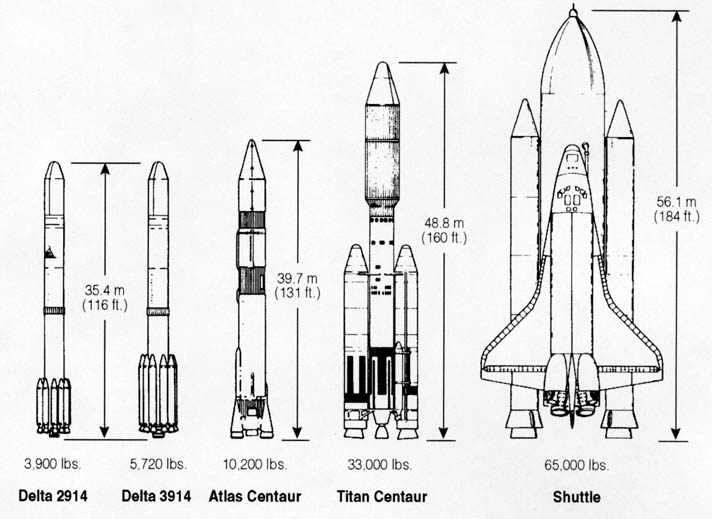 35.4 m
(116 ft.)
39.7 m
(131 ft.)
48.8 m
(160 ft.)
56.1 m
(184 ft.)
3,900 lbs.
5,720 lbs.
10,200 lbs.
33,000 lbs.
65,000 lbs.
Delta 2914
Delta 3914
Atlas Centaur
Titan Centaur
Shuttle